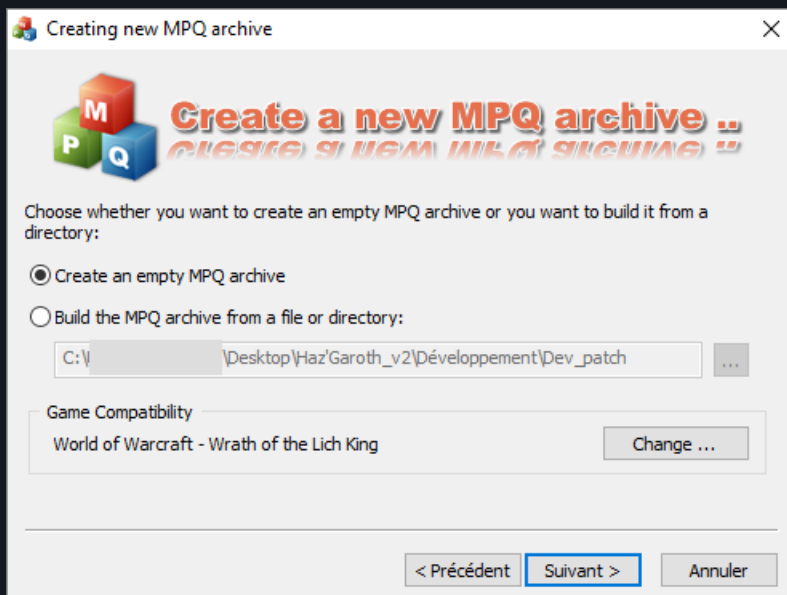 Creating new MPQ archive
M
P
Q
Create a new MPQ archive ..
Choose whether you want to create an empty MPQ archive or you want to build it from a
directory:
Create an empty MPQ archive
Build the MPQ archive from a file or directory:
C:\ \Desktop\Haz'Garoth_v2\Développement\Dev_patch
...
Game Compatibility
World of Warcraft - Wrath of the Lich King
Change ...
< Précédent
Suivant >
Annuler